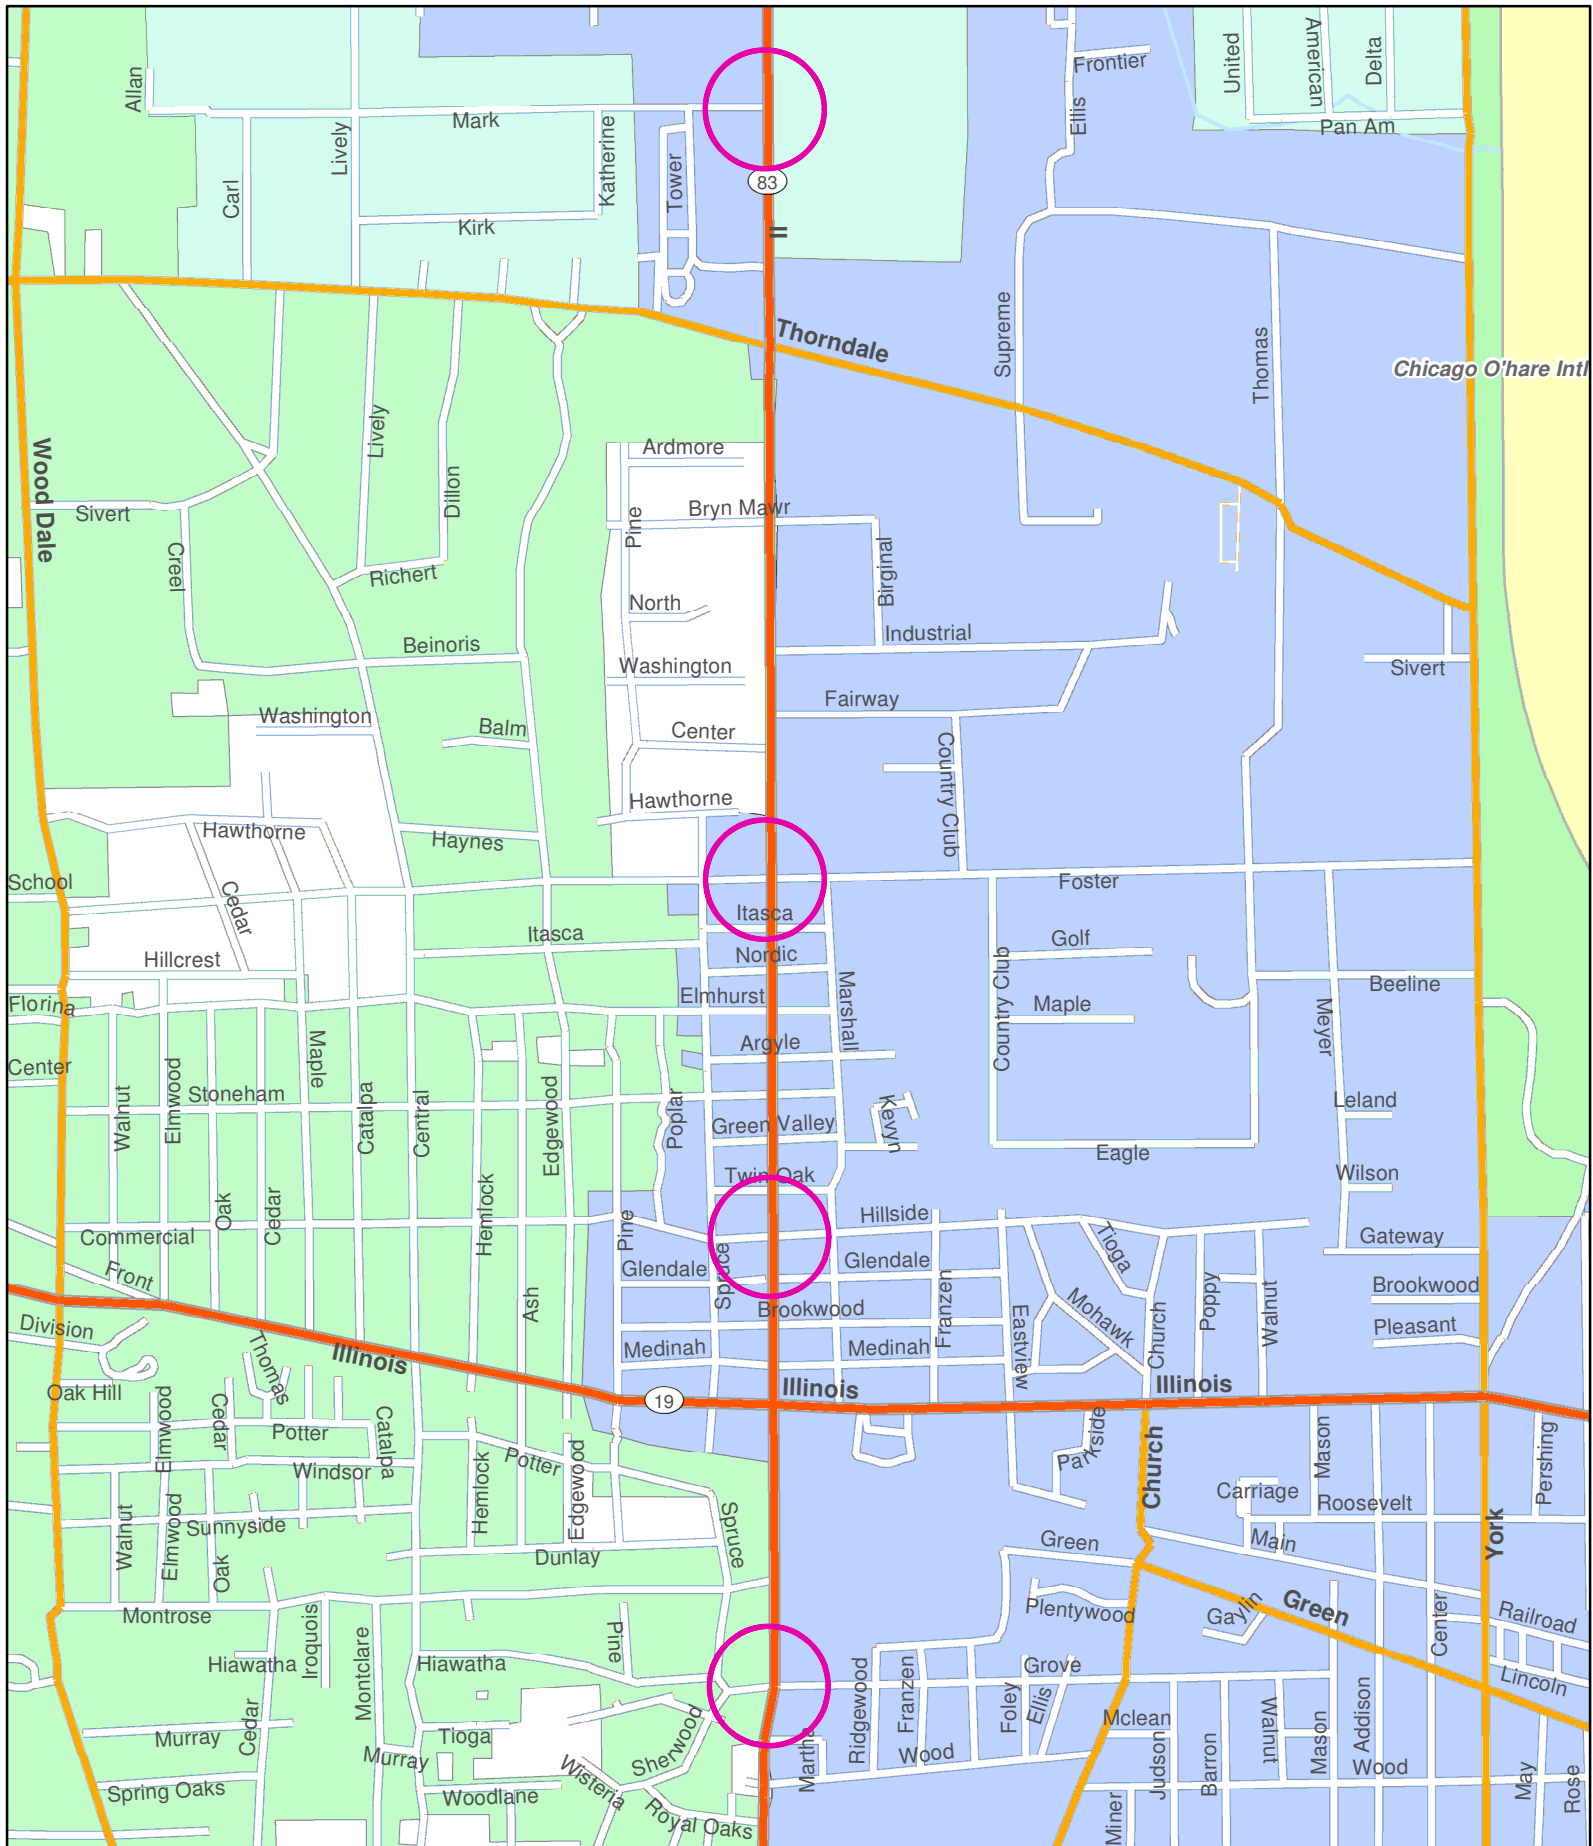 United
American
Delta
Frontier
Allan
Ellis
Mark
Pan Am
Lively
Katherine
Tower
Carl
83
Kirk
II
Supreme
Thorndale
Thomas
Chicago O'hare Intl
Lively
Ardmore
Wood Dale
Dillon
Bryn Mawr
Sivert
Pine
Creel
Birginal
Richert
North
Industrial
Beinoris
Washington
Sivert
Fairway
Washington
Balm
Center
Country Club
Hawthorne
Hawthorne
Haynes
School
Foster
Cedar
Itasca
Itasca
Golf
Nordic
Hillcrest
Country Club
Beeline
Elmhurst
Marshall
Florina
Maple
Meyer
Argyle
Maple
Center
Stoneham
Leland
Walnut
Elmwood
Catalpa
Central
Edgewood
Poplar
Green Valley
Kevyn
Eagle
Twin Oak
Wilson
Oak
Cedar
Hemlock
Pine
Hillside
Commercial
Tioga
Gateway
Front
Glendale
Spruce
Glendale
Brookwood
Ash
Brookwood
Franzen
Mohawk
Poppy
Walnut
Division
Pleasant
Illinois
Medinah
Medinah
Eastview
Church
Thomas
Oak Hill
Illinois
Illinois
19
Elmwood
Cedar
Potter
Catalpa
Parkside
Mason
Windsor
Potter
Church
Pershing
Carriage
Roosevelt
Hemlock
Edgewood
Walnut
Elmwood
Sunnyside
Spruce
Oak
Dunlay
Green
Main
York
Montrose
Plentywood
Gaylin
Green
Center
Railroad
Iroquois
Montclare
Pine
Hiawatha
Hiawatha
Grove
Ridgewood
Franzen
Foley
Ellis
Lincoln
Cedar
Murray
Tioga
Sherwood
Mclean
Walnut
Mason
Addison
Murray
Martha
Wood
Judson
Barron
Wood
Spring Oaks
Woodlane
Wisteria
Royal Oaks
Miner
May
Rose